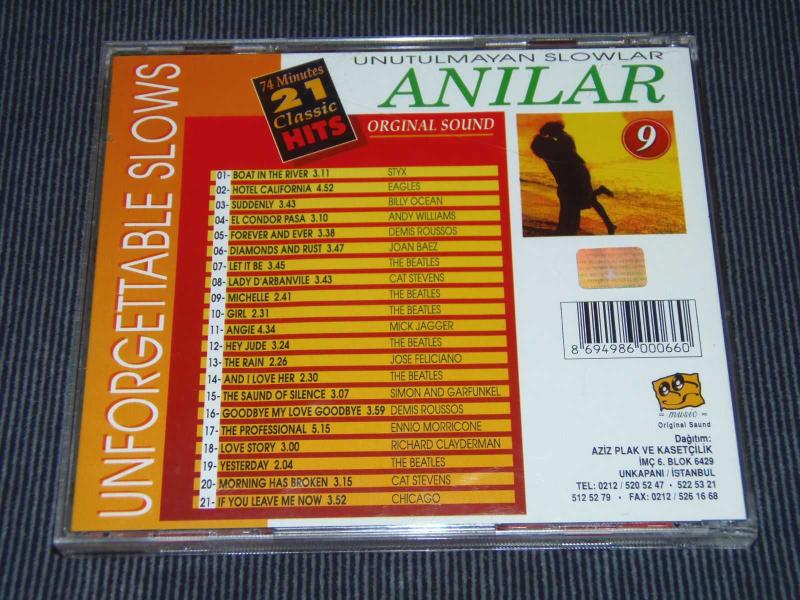 UNFORGETTABLE SLOWS
74 Minutes
21
Classic
HITS
UNUTULMAYAN SLOWLAR
ANILAR
ORGINAL SOUND
9
01- BOAT IN THE RIVER 3.11 STYX
02- HOTEL CALIFORNIA 4.52 EAGLES
03- SUDDENLY 3.43 BILLY OCEAN
04- EL CONDOR PASA 3.10 ANDY WILLIAMS
05- FOREVER AND EVER 3.38 DEMIS ROUSSOS
06- DIAMONDS AND RUST 3.47 JOAN BAEZ
07- LET IT BE 3.45 THE BEATLES
08- LADY D'ARBANVILE 3.43 CAT STEVENS
09- MICHELLE 2.41 THE BEATLES
10- GIRL 2.31 THE BEATLES
11- ANGIE 4.34 MICK JAGGER
12- HEY JUDE 3.24 THE BEATLES
13- THE RAIN 2.26 JOSE FELICIANO
14- AND I LOVE HER 2.30 THE BEATLES
15- THE SAUND OF SILENCE 3.07 SIMON AND GARFUNKEL
16- GOODBYE MY LOVE GOODBYE 3.59 DEMIS ROUSSOS
17- THE PROFESSIONAL 5.15 ENNIO MORRICONE
18- LOVE STORY 3.00 RICHARD CLAYDERMAN
19- YESTERDAY 2.04 THE BEATLES
20- MORNING HAS BROKEN 3.15 CAT STEVENS
21- IF YOU LEAVE ME NOW 3.52 CHICAGO
8 694986 000660
Original Saund
Dağıtım:
AZİZ PLAK VE KASETÇİLİK
İMÇ 6. BLOK 6429
UNKAPANI / İSTANBUL
TEL: 0212 / 520 52 47 • 522 53 21
512 52 79 • FAX: 0212 / 526 16 68